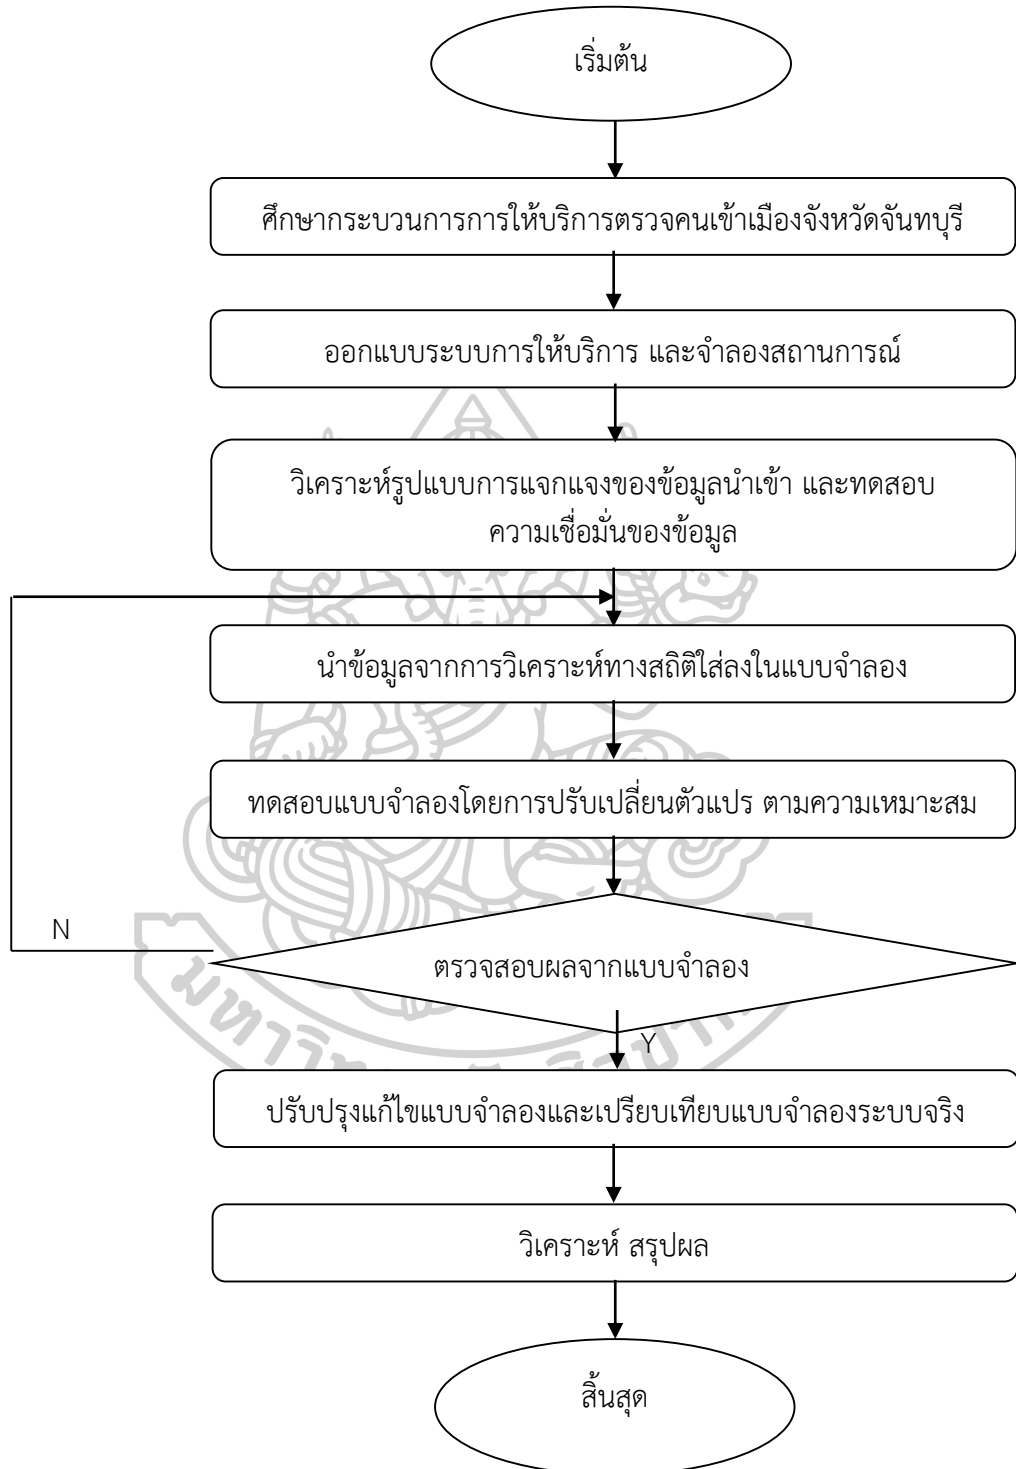 เริ่มต้น
ศึกษากระบวนการการให้บริการตรวจคนเข้าเมืองจังหวัดจันทบุรี
ออกแบบระบบการให้บริการ และจำลองสถานการณ์
วิเคราะห์รูปแบบการแจกแจงของข้อมูลนำเข้า และทดสอบ
ความเชื่อมั่นของข้อมูล
นำข้อมูลจากการวิเคราะห์ทางสถิติใส่ลงในแบบจำลอง
ทดสอบแบบจำลองโดยการปรับเปลี่ยนตัวแปร ตามความเหมาะสม
N
ตรวจสอบผลจากแบบจำลอง
Y
ปรับปรุงแก้ไขแบบจำลองและเปรียบเทียบแบบจำลองระบบจริง
วิเคราะห์ สรุปผล
สิ้นสุด